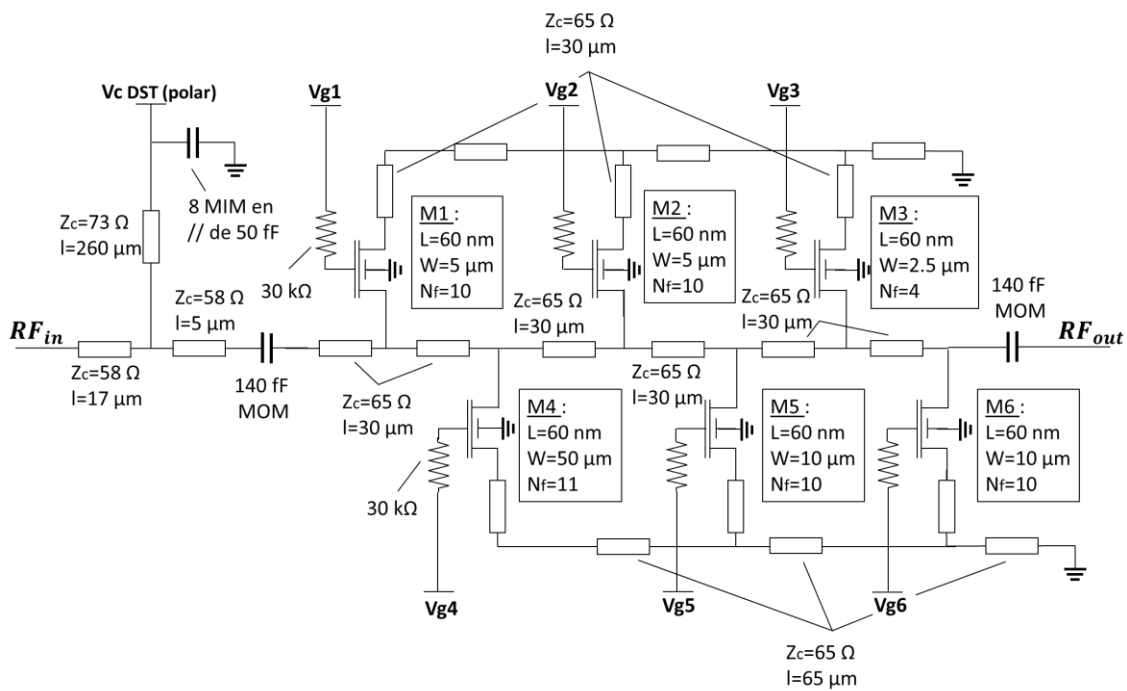 Zc=65 Ω
l=30 µm
Vc DST (polar)
Vg1
Vg2
Vg3
8 MIM en
// de 50 fF
Zc=73 Ω
l=260 µm
30 kΩ
M1 :
L=60 nm
W=5 µm
Nf=10
M2 :
L=60 nm
W=5 µm
Nf=10
M3 :
L=60 nm
W=2.5 µm
Nf=4
Zc=58 Ω
l=5 µm
Zc=65 Ω
l=30 µm
Zc=65 Ω
l=30 µm
140 fF
MOM
RFin
RFout
Zc=58 Ω
l=17 µm
140 fF
MOM
Zc=65 Ω
l=30 µm
Zc=65 Ω
l=30 µm
M4 :
L=60 nm
W=50 µm
Nf=11
M5 :
L=60 nm
W=10 µm
Nf=10
M6 :
L=60 nm
W=10 µm
Nf=10
30 kΩ
Vg4
Vg5
Vg6
Zc=65 Ω
l=65 µm